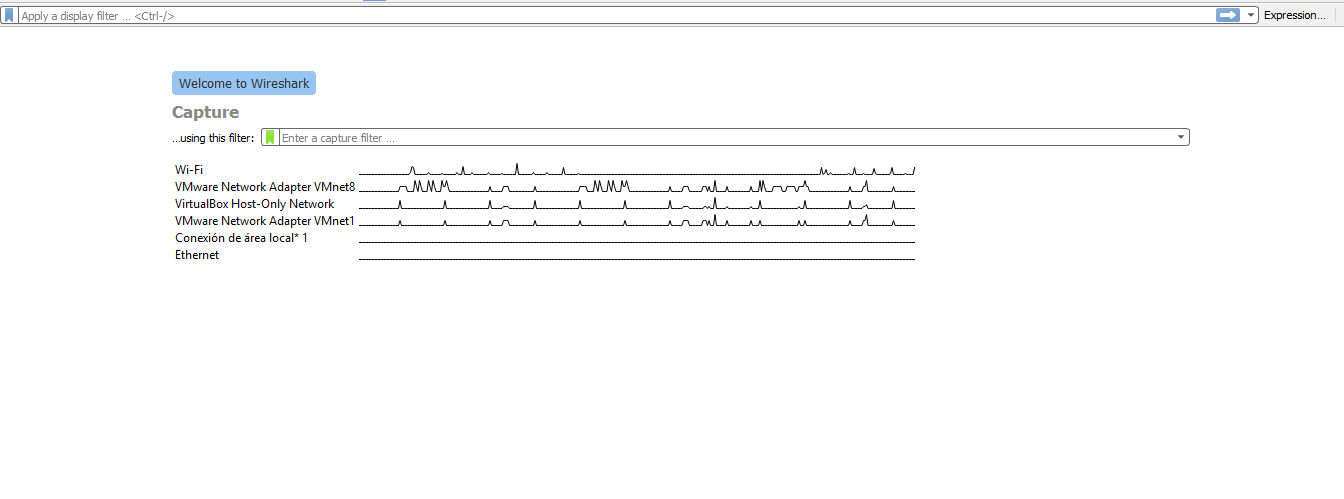 Apply a display filter ... <Ctrl-/> Expression...
Welcome to Wireshark
Capture
...using this filter: Enter a capture filter ...
Wi-Fi
VMware Network Adapter VMnet8
VirtualBox Host-Only Network
VMware Network Adapter VMnet1
Conexión de área local* 1
Ethernet